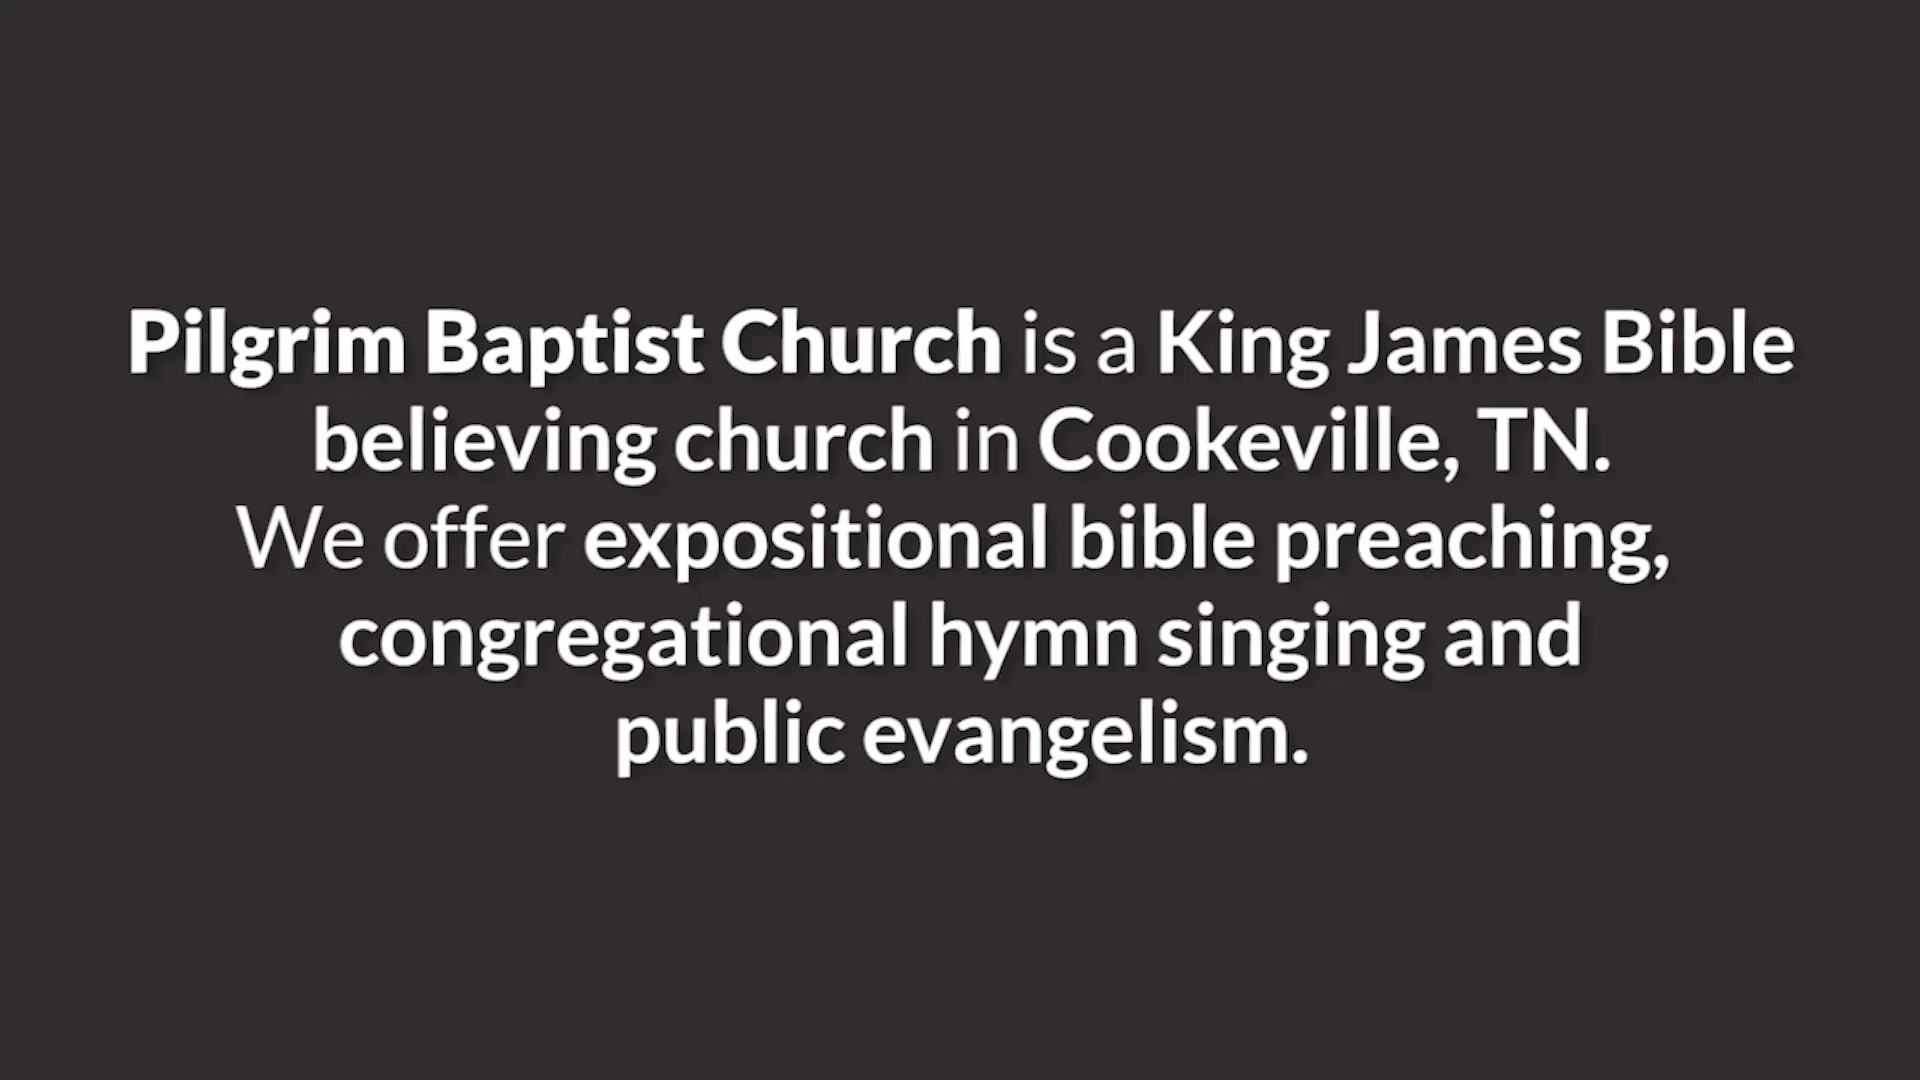 Pilgrim Baptist Church is a King James Bible
believing church in Cookeville, TN.
We offer expositional bible preaching,
congregational hymn singing and
public evangelism.